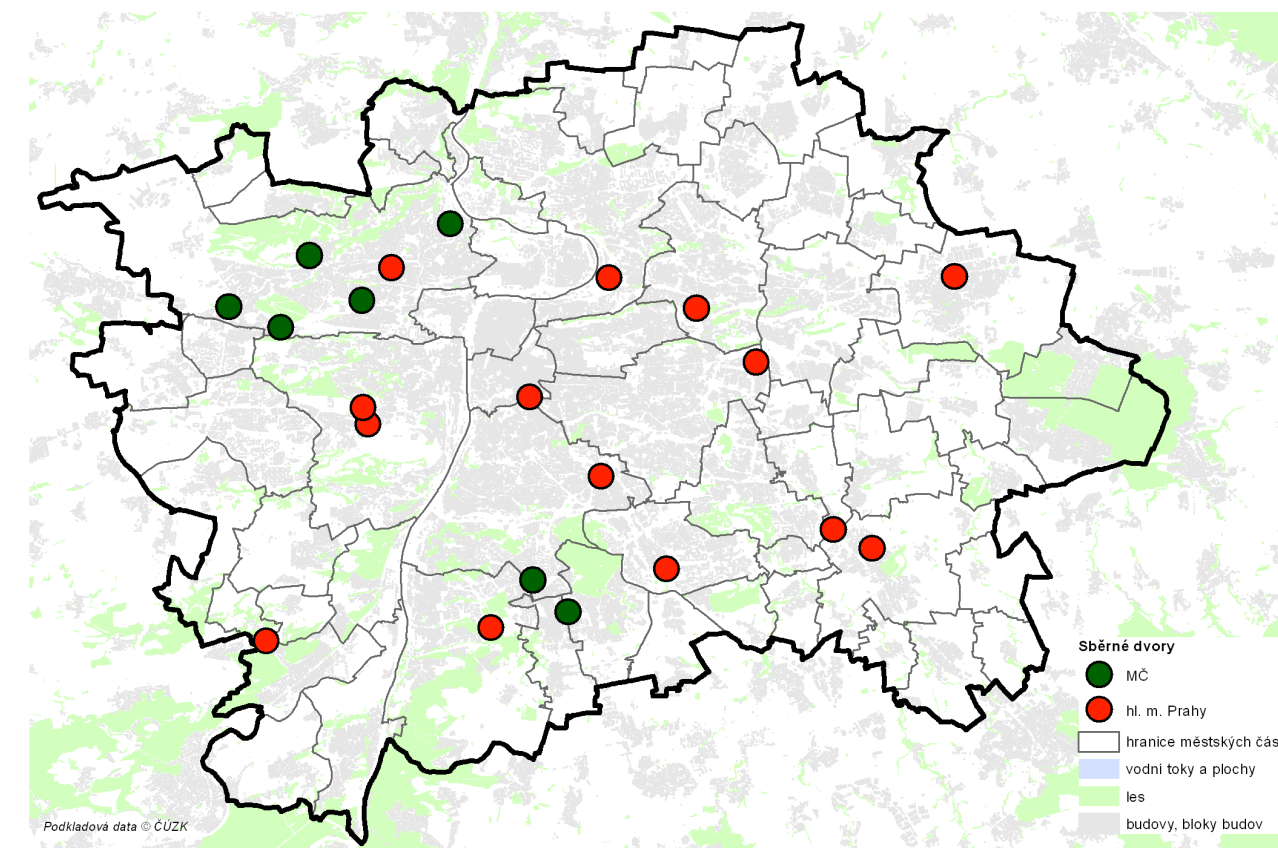 Sběrné dvory
MČ
hl. m. Prahy
hranice městských čás
vodní toky a plochy
les
budovy, bloky budov
Podkladová data © ČÚZK